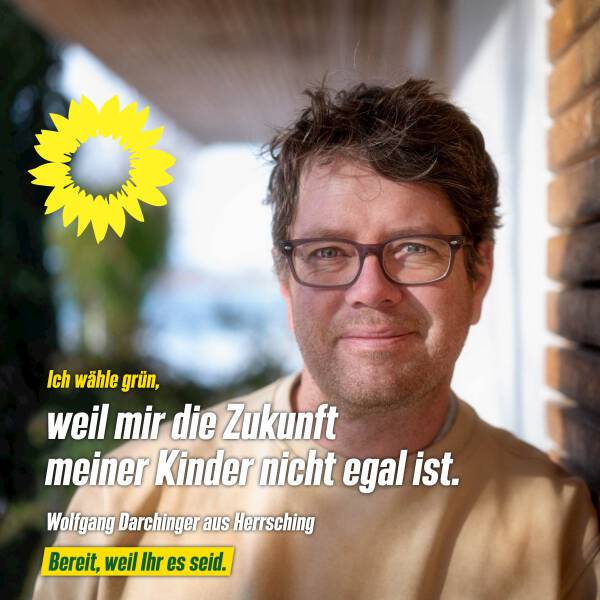 Ich wähle grün,
weil mir die Zukunft
meiner Kinder nicht egal ist.
Wolfgang Darchinger aus Herrsching
Bereit, weil Ihr es seid.